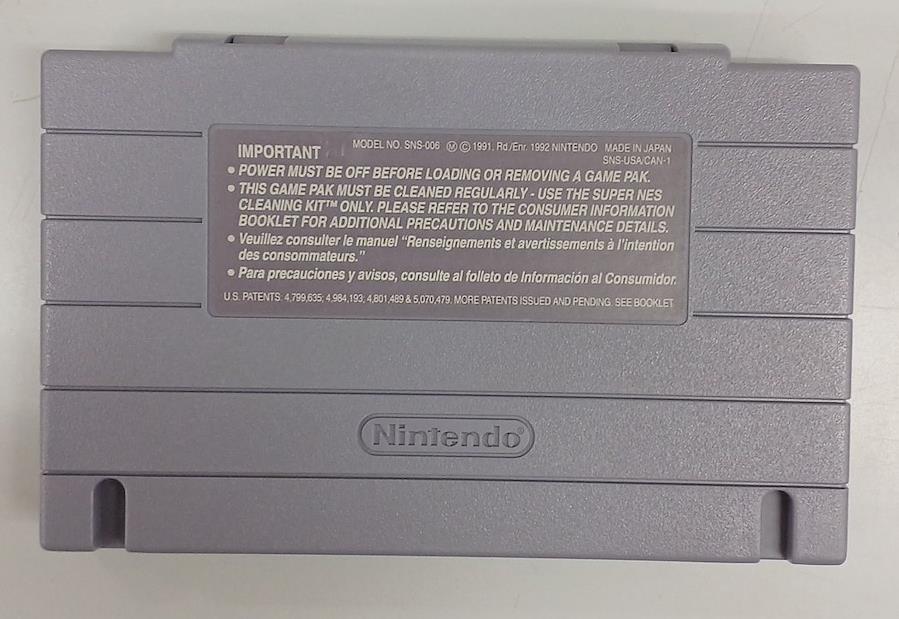 IMPORTANT MODEL NO. SNS-006 Ⓜ © 1991, Rd./Enr. 1992 NINTENDO MADE IN JAPAN
SNS-USA/CAN-1
• POWER MUST BE OFF BEFORE LOADING OR REMOVING A GAME PAK.
• THIS GAME PAK MUST BE CLEANED REGULARLY - USE THE SUPER NES
CLEANING KIT™ ONLY. PLEASE REFER TO THE CONSUMER INFORMATION
BOOKLET FOR ADDITIONAL PRECAUTIONS AND MAINTENANCE DETAILS.
• Veuillez consulter le manuel “Renseignements et avertissements à l’intention
des consommateurs.”
• Para precauciones y avisos, consulte al folleto de Información al Consumidor.
U.S. PATENTS: 4,799,635; 4,984,193; 4,801,489 & 5,070,479. MORE PATENTS ISSUED AND PENDING. SEE BOOKLET
Nintendo®